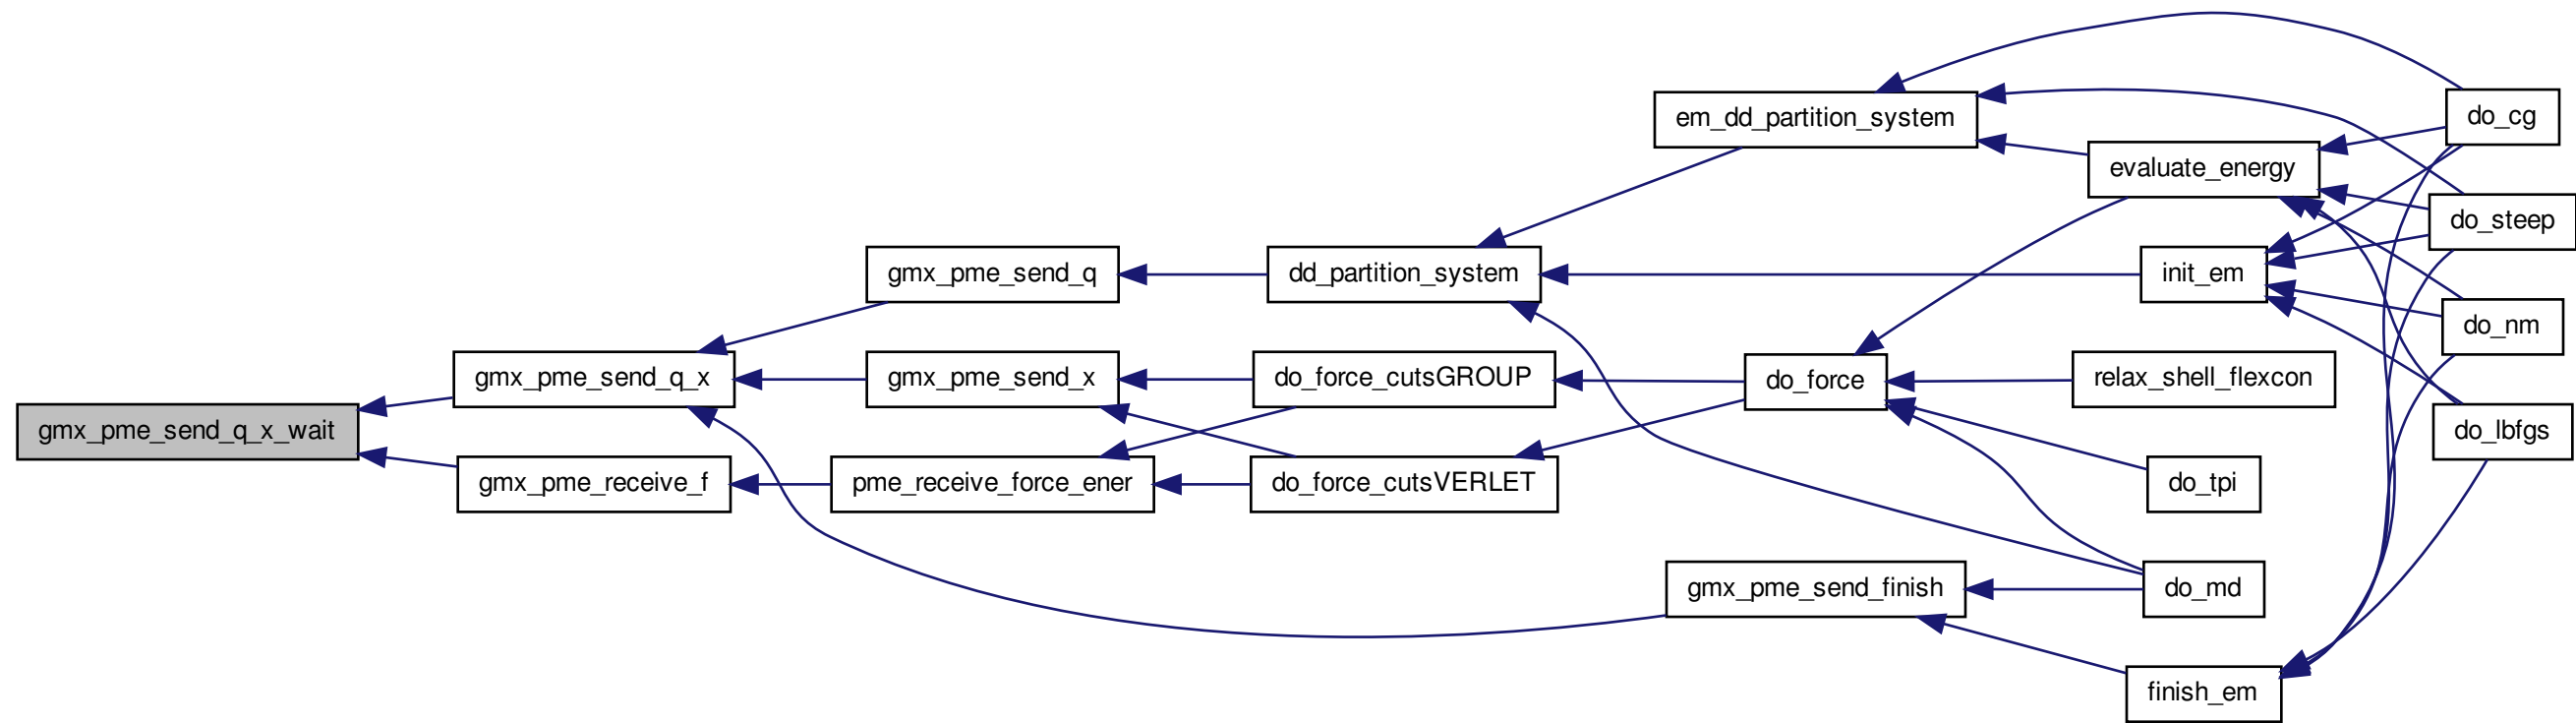 em_dd_partition_system
do_cg
evaluate_energy
do_steep
gmx_pme_send_q
dd_partition_system
init_em
do_nm
gmx_pme_send_q_x
gmx_pme_send_x
do_force_cutsGROUP
do_force
relax_shell_flexcon
gmx_pme_send_q_x_wait
do_lbfgs
gmx_pme_receive_f
pme_receive_force_ener
do_force_cutsVERLET
do_tpi
gmx_pme_send_finish
do_md
finish_em